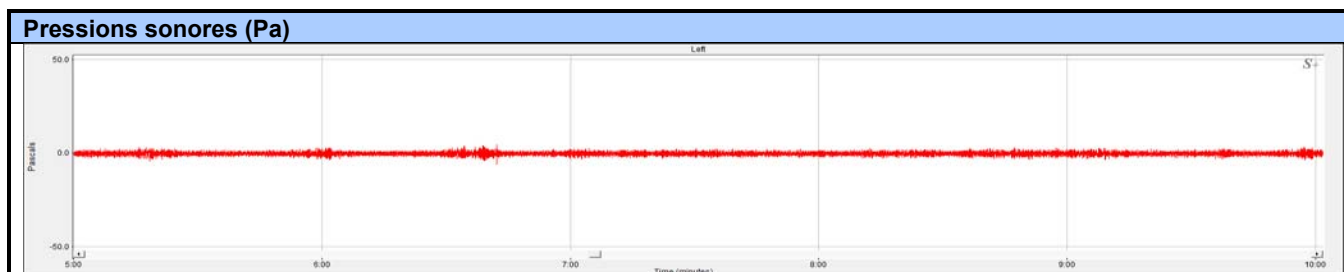 Pressions sonores (Pa)
Left
50.0
S+
Pascals
0.0
-50.0
5:00 6:00 7:00 8:00 9:00 10:00
Time (minutes)